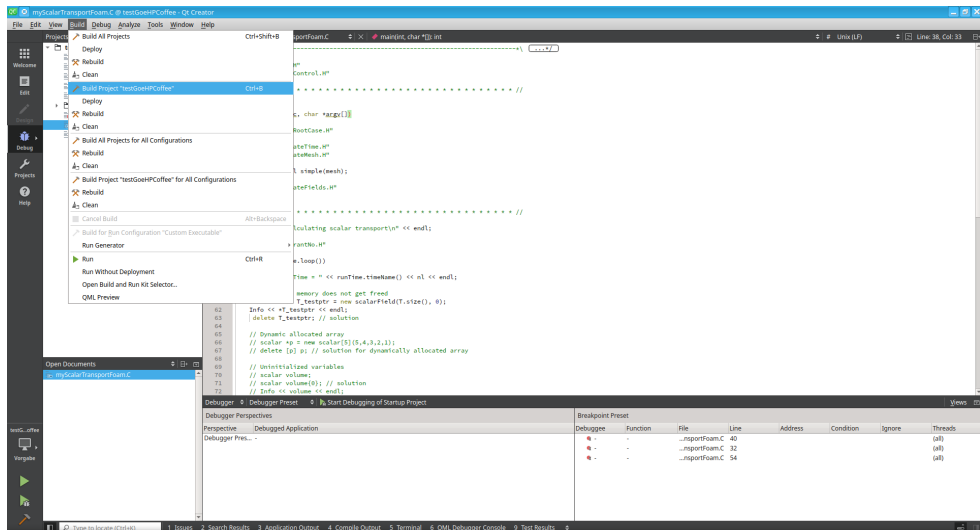 myScalarTransportFoam.C @ testGoeHPCoffee - Qt Creator
File Edit View Build Debug Analyze Tools Window Help
Projects
Build All Projects Ctrl+Shift+B
Deploy
Rebuild
Clean
Build Project "testGoeHPCoffee" Ctrl+B
Deploy
Rebuild
Clean
Build All Projects for All Configurations
Rebuild
Clean
Build Project "testGoeHPCoffee" for All Configurations
Rebuild
Clean
Cancel Build Alt+Backspace
Build for Run Configuration "Custom Executable"
Run Generator
Run Ctrl+R
Run Without Deployment
Open Build and Run Kit Selector...
QML Preview
Welcome
Edit
Design
Debug
Projects
Help
sportFoam.C main(int, char *[]): int # Unix (LF) Line: 38, Col: 33
-*\ ...*/
H"
Control.H"
* * * * * * * * * * * * * * * * * * * * * * * * * * * * * //
c, char *argv[])
RootCase.H"
ateTime.H"
ateMesh.H"
l simple(mesh);
ateFields.H"
* * * * * * * * * * * * * * * * * * * * * * * * * * * * * //
lculating scalar transport\n" << endl;
rantNo.H"
e.loop())
Time = " << runTime.timeName() << nl << endl;
memory does not get freed
T_testptr = new scalarField(T.size(), 0);
62 Info << *T_testptr << endl;
63 delete T_testptr; // solution
64
65 // Dynamic allocated array
66 // scalar *p = new scalar[5]{5,4,3,2,1};
67 // delete [p] p; // solution for dynamically allocated array
68
69 // Uninitialized variables
70 // scalar volume;
71 // scalar volume{0}; // solution
72 // Info << volume << endl;
Open Documents
myScalarTransportFoam.C
Debugger Debugger Preset Start Debugging of Startup Project Views
Debugger Perspectives
Perspective Debugged Application
Debugger Pres... -
Breakpoint Preset
Debuggee Function File Line Address Condition Ignore Threads
- - ...nsportFoam.C 40 (all)
- - ...nsportFoam.C 32 (all)
- - ...nsportFoam.C 54 (all)
testG...offee
Vorgabe
Type to locate (Ctrl+K) 1 Issues 2 Search Results 3 Application Output 4 Compile Output 5 Terminal 6 QML Debugger Console 9 Test Results